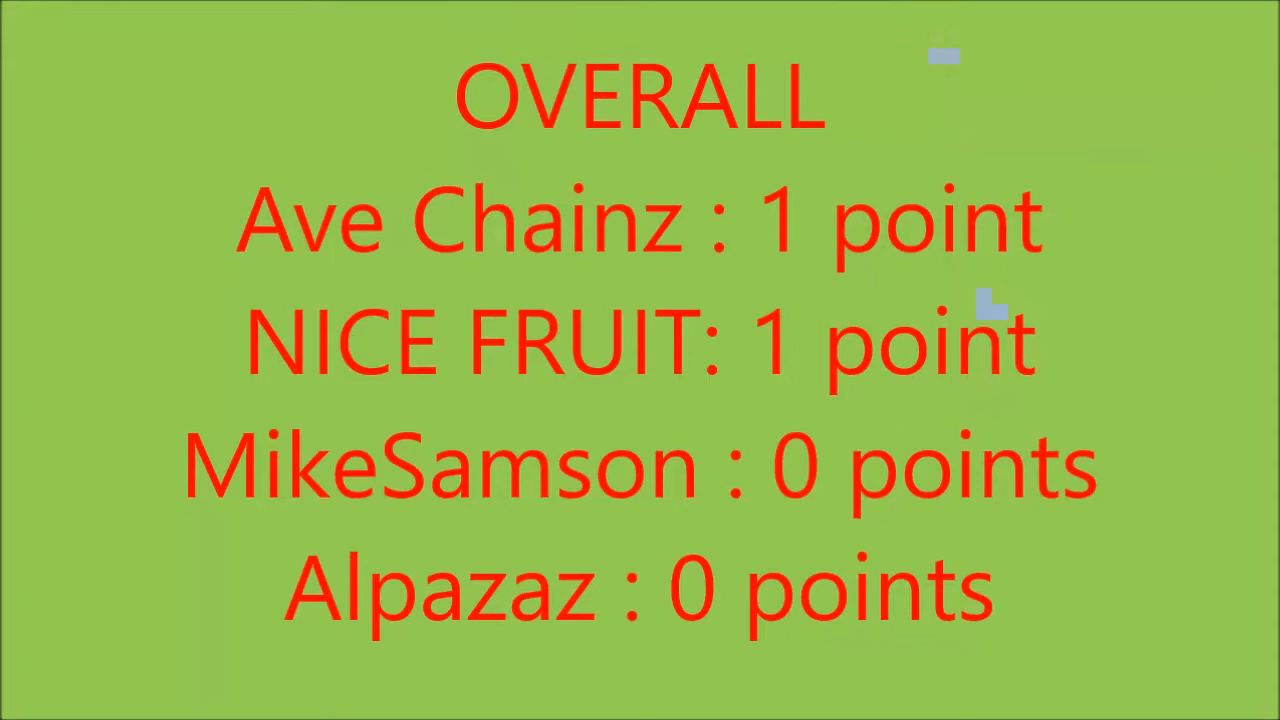 OVERALL
Ave Chainz : 1 point
NICE FRUIT: 1 point
MikeSamson : 0 points
Alpazaz : 0 points